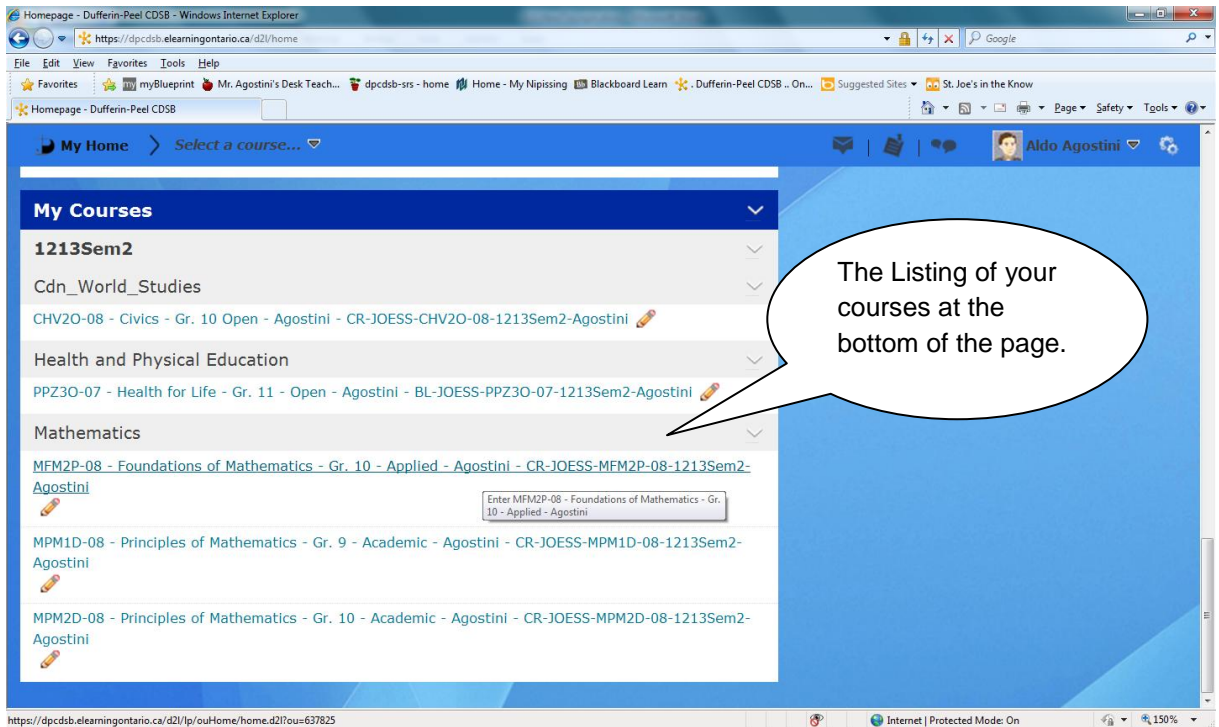 Homepage - Dufferin-Peel CDSB - Windows Internet Explorer
https://dpcdsb.elearningontario.ca/d2l/home
Google
File Edit View Favorites Tools Help
Favorites myBlueprint Mr. Agostini's Desk Teach... dpcdsb-srs - home Home - My Nipissing Blackboard Learn . Dufferin-Peel CDSB .. On... Suggested Sites St. Joe's in the Know
Homepage - Dufferin-Peel CDSB
Page Safety Tools
My Home Select a course... Aldo Agostini
My Courses
1213Sem2
Cdn_World_Studies
CHV2O-08 - Civics - Gr. 10 Open - Agostini - CR-JOESS-CHV2O-08-1213Sem2-Agostini
Health and Physical Education
PPZ3O-07 - Health for Life - Gr. 11 - Open - Agostini - BL-JOESS-PPZ3O-07-1213Sem2-Agostini
Mathematics
MFM2P-08 - Foundations of Mathematics - Gr. 10 - Applied - Agostini - CR-JOESS-MFM2P-08-1213Sem2-
Agostini
Enter MFM2P-08 - Foundations of Mathematics - Gr.
10 - Applied - Agostini
MPM1D-08 - Principles of Mathematics - Gr. 9 - Academic - Agostini - CR-JOESS-MPM1D-08-1213Sem2-
Agostini
MPM2D-08 - Principles of Mathematics - Gr. 10 - Academic - Agostini - CR-JOESS-MPM2D-08-1213Sem2-
Agostini
The Listing of your
courses at the
bottom of the page.
https://dpcdsb.elearningontario.ca/d2l/lp/ouHome/home.d2l?ou=637825
Internet | Protected Mode: On
150%